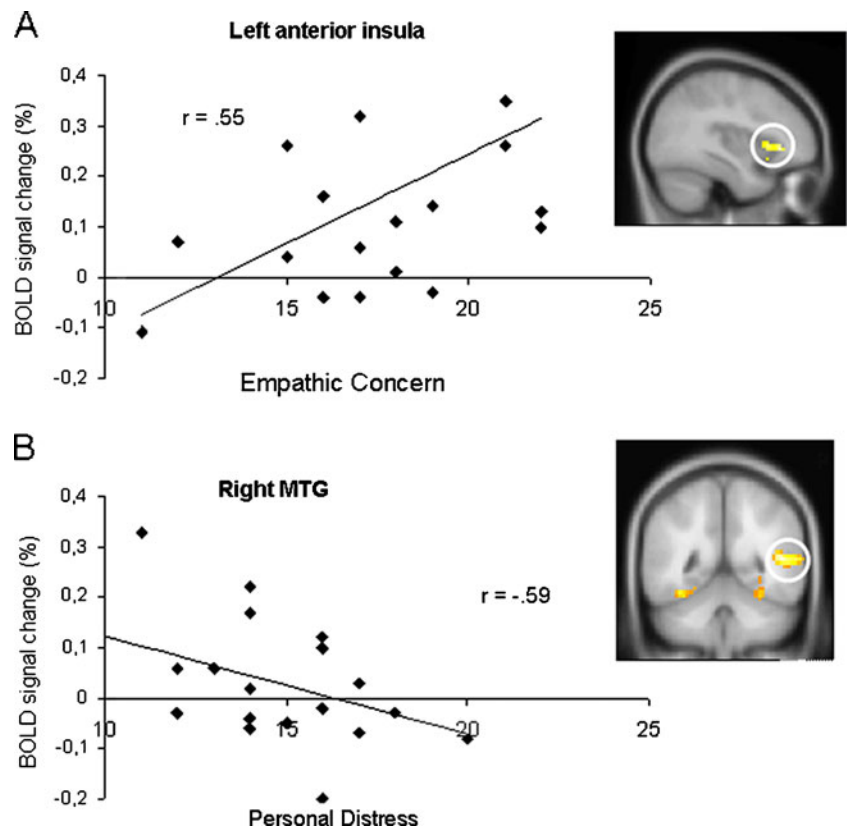 A
Left anterior insula
BOLD signal change (%)
0,4
0,3
0,2
0,1
0
-0,1
-0,2
r = .55
10
15
20
25
Empathic Concern
B
Right MTG
BOLD signal change (%)
0,4
0,3
0,2
0,1
0
-0,1
-0,2
r = -.59
10
15
20
25
Personal Distress